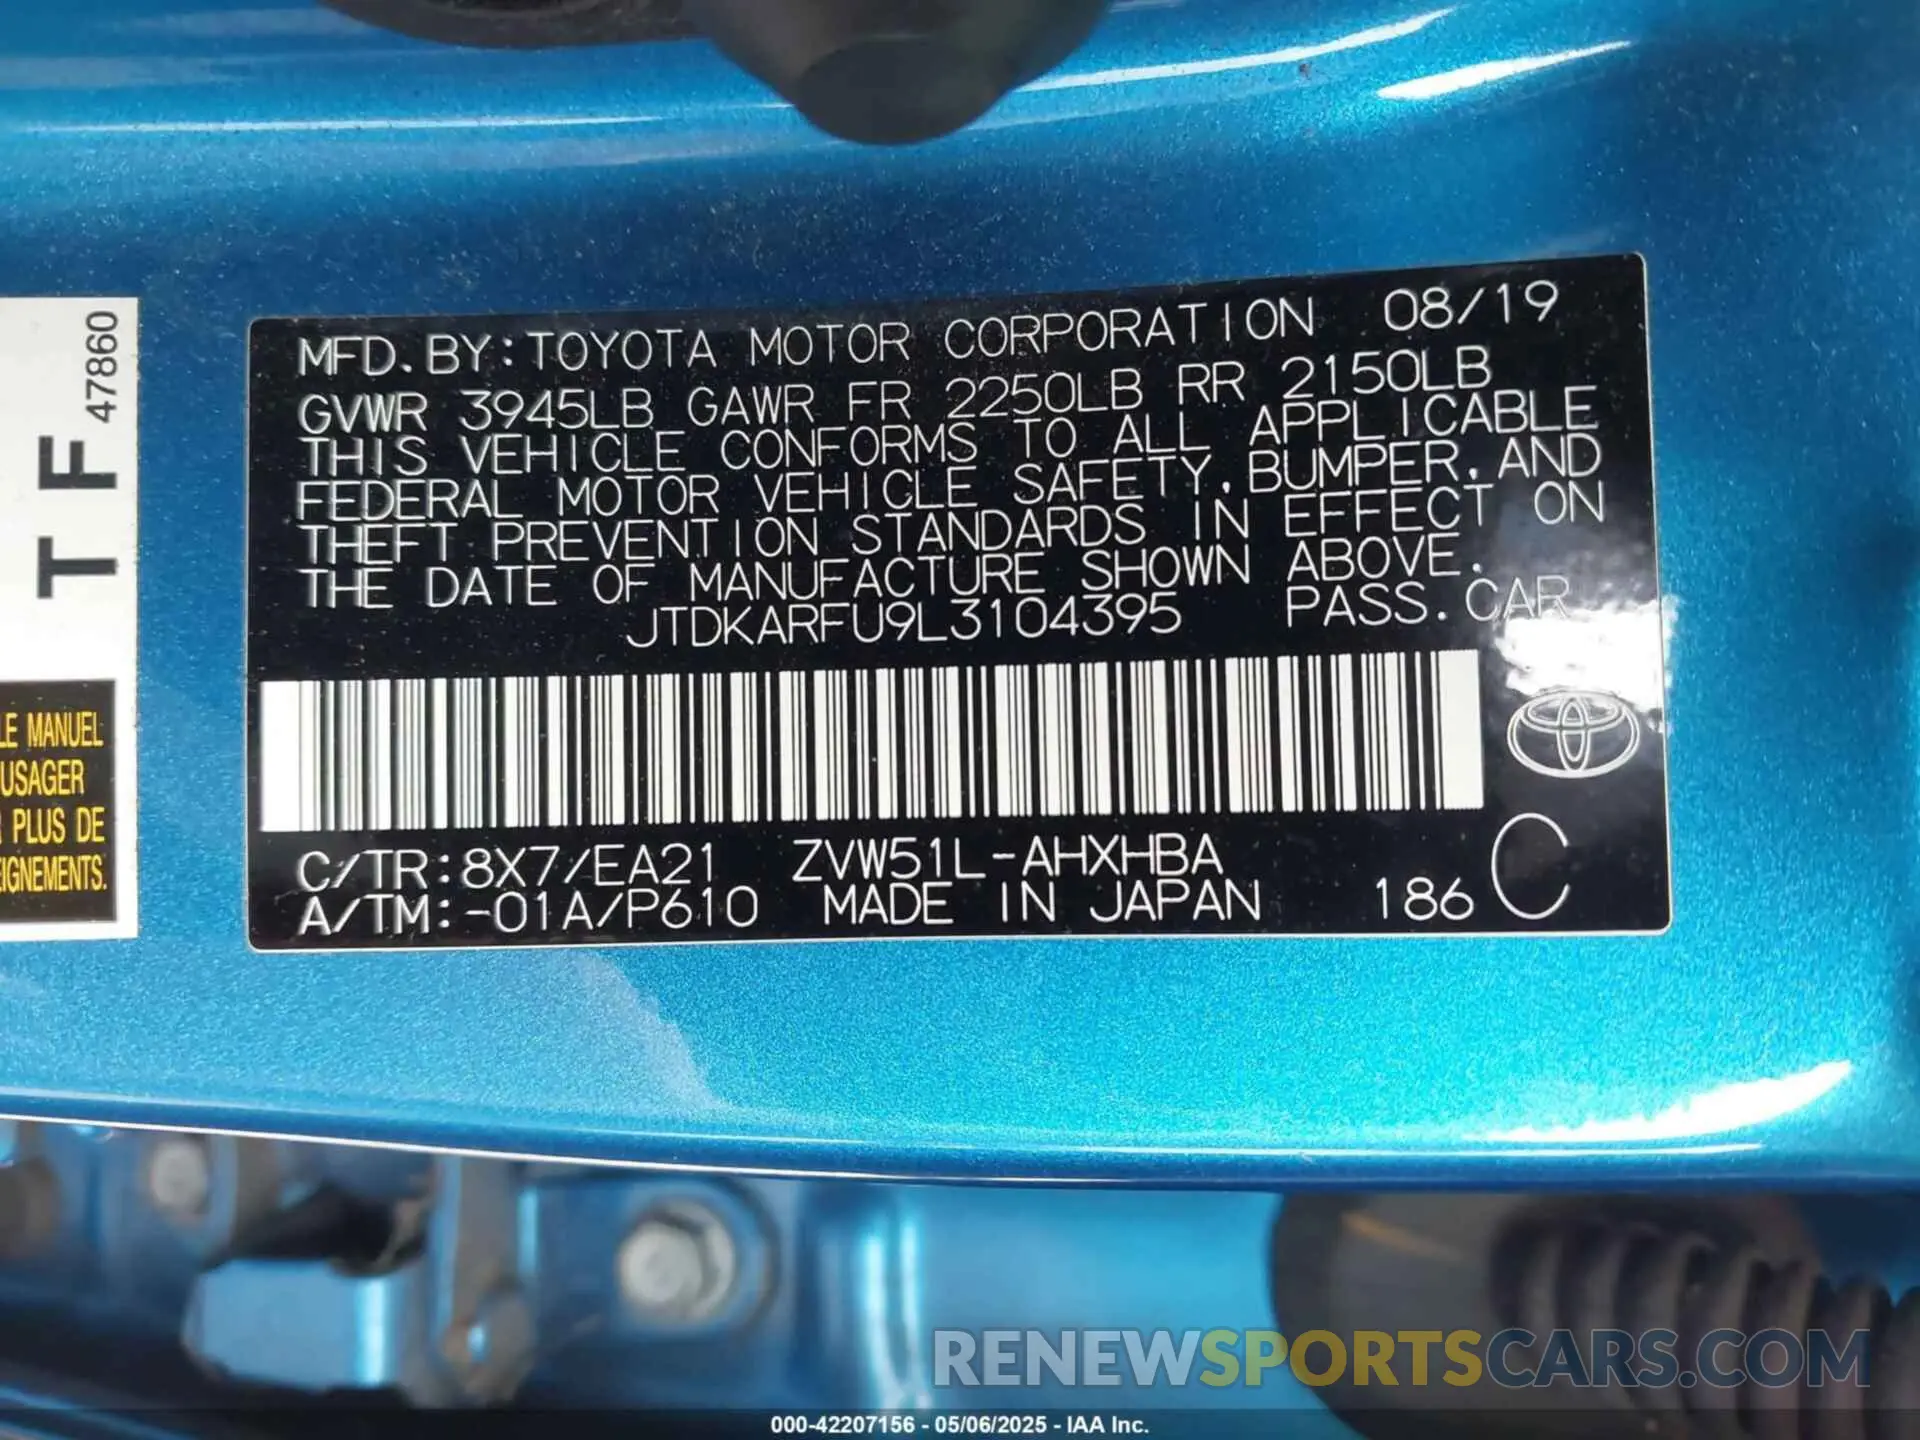 MFD. BY: TOYOTA MOTOR CORPORATION 08/19
GVWR 3945LB GAWR FR 2250LB RR 2150LB
THIS VEHICLE CONFORMS TO ALL APPLICABLE
FEDERAL MOTOR VEHICLE SAFETY, BUMPER, AND
THEFT PREVENTION STANDARDS IN EFFECT ON
THE DATE OF MANUFACTURE SHOWN ABOVE.
JTDKARFU9L3104395 PASS. CAR
C/TR: 8X7/EA21 ZVW51L-AHXHBA
A/TM: -01A/P610 MADE IN JAPAN 186 C
T F 47860
LE MANUEL
USAGER
R PLUS DE
EIGNEMENTS.
RENEWSPORTSCARS.COM
000-42207156 - 05/06/2025 - IAA Inc.